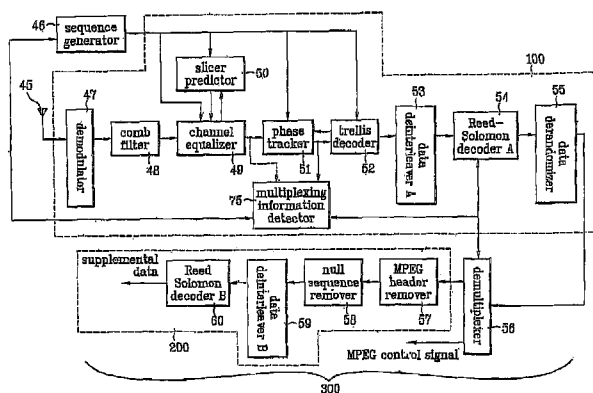 46
sequence
generator
slicer
predictor
50
100
45
47
demodulator
comb
filter
48
channel
equalizer
49
phase
tracker
51
trellis
decoder
52
53
data
deinterleaver A
54
Reed-
Solomon
decoder A
55
data
derandomizer
75
multiplexing
information
detector
supplemental
data
Reed
Solomon
decoder B
60
data
deinterleaver B
59
null
sequence
remover
58
MPEG
header
remover
57
demultiplexer
56
200
MPEG control signal
300